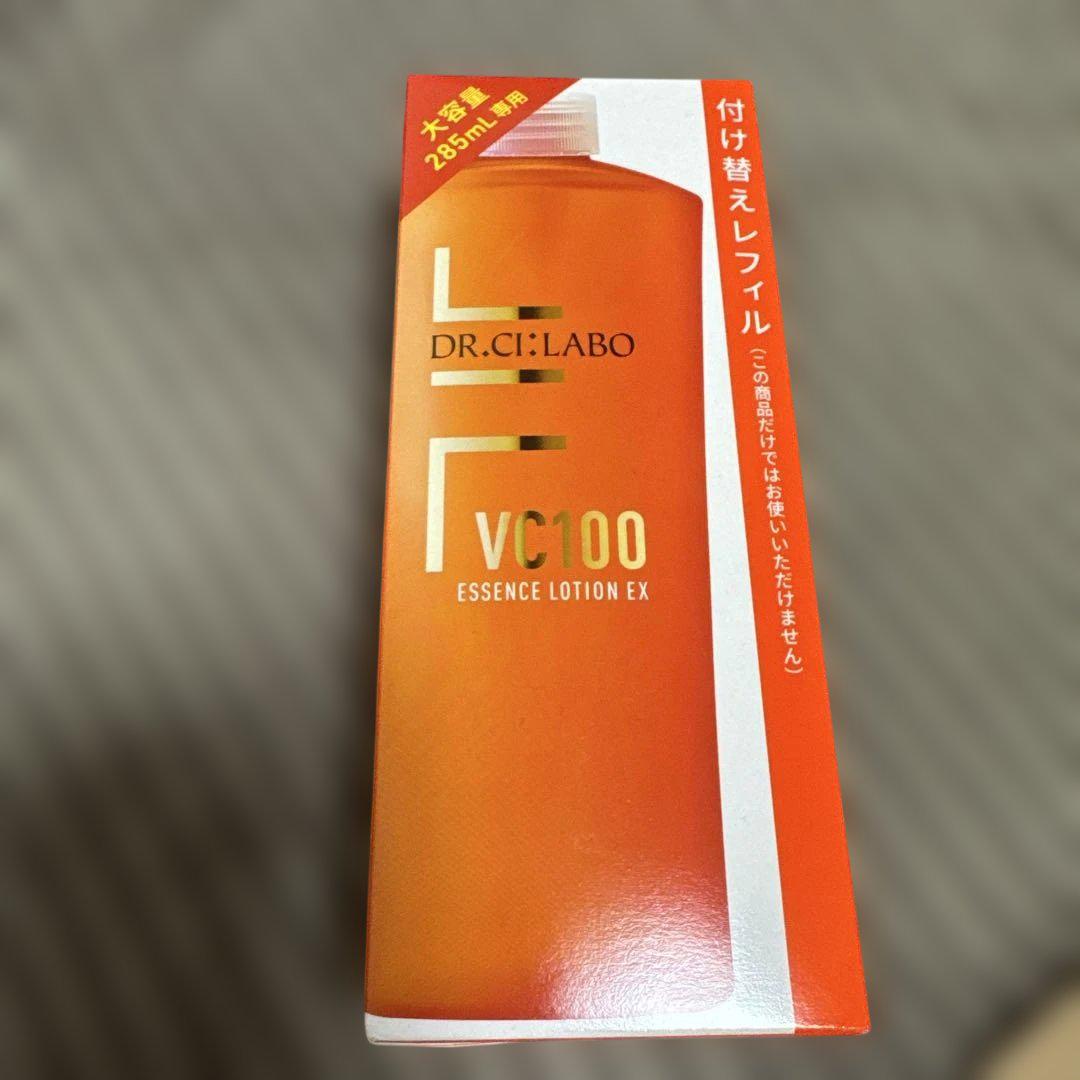 大容量
285mL専用
DR.CI:LABO
VC100
ESSENCE LOTION EX
付け替えレフィル(この商品だけではお使いいただけません)